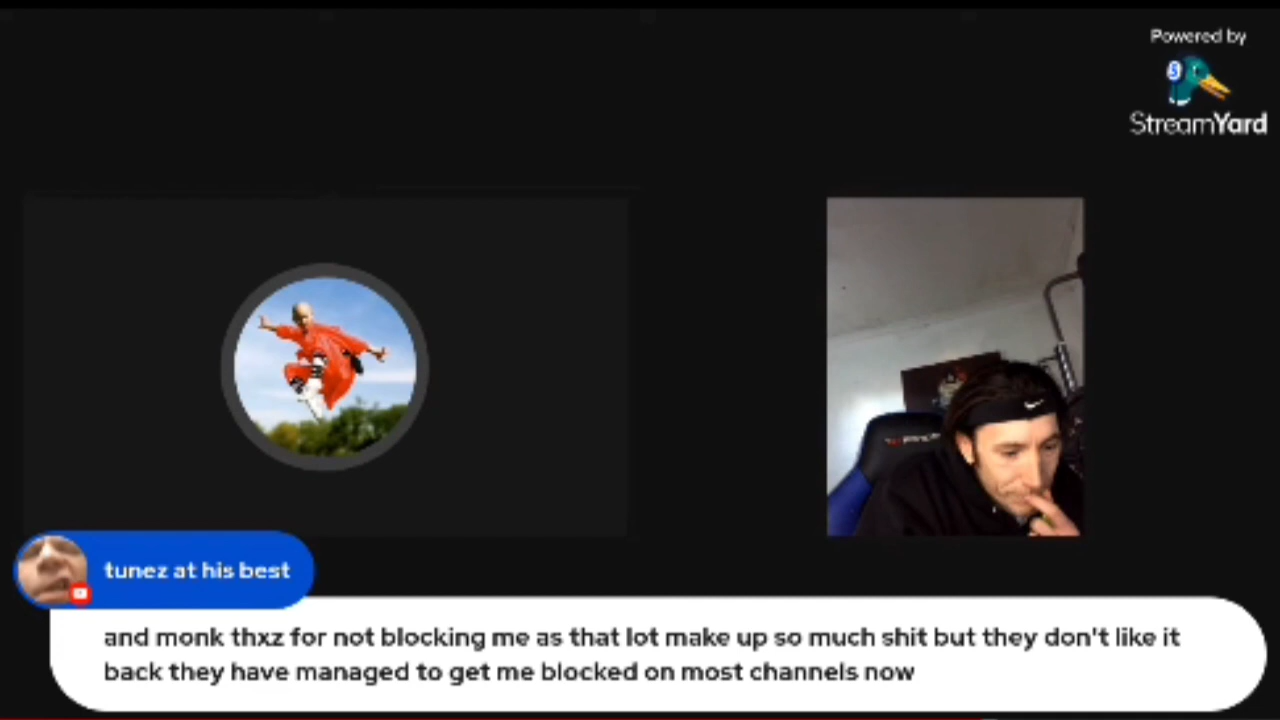 Powered by
StreamYard
tunez at his best
and monk thxz for not blocking me as that lot make up so much shit but they don't like it
back they have managed to get me blocked on most channels now